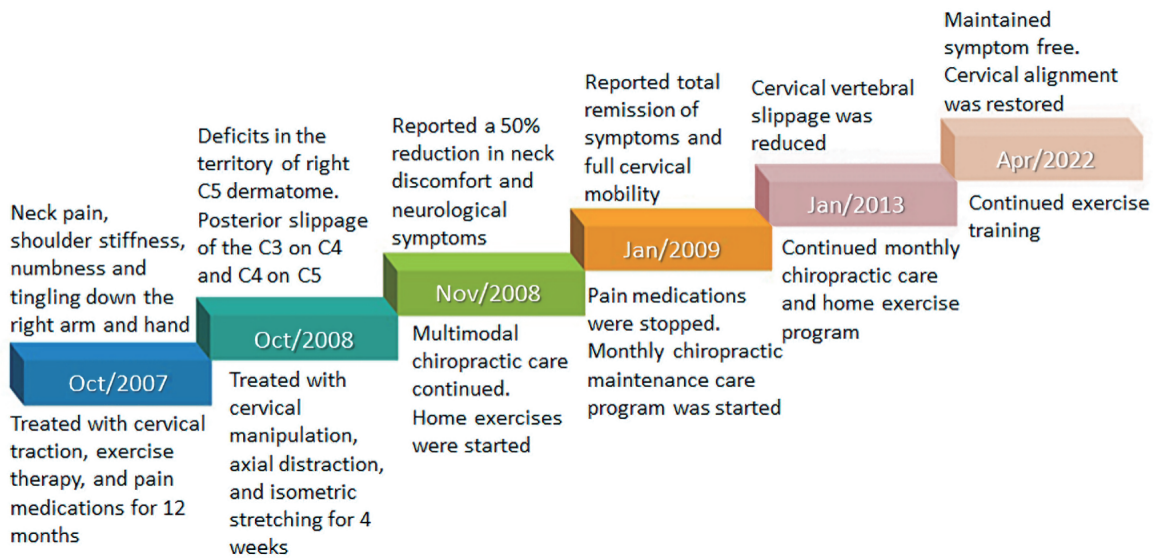 Neck pain,
shoulder stiffness,
numbness and
tingling down the
right arm and hand
Oct/2007
Treated with cervical
traction, exercise
therapy, and pain
medications for 12
months
Deficits in the
territory of right
C5 dermatome.
Posterior slippage
of the C3 on C4
and C4 on C5
Oct/2008
Treated with
cervical
manipulation,
axial distraction,
and isometric
stretching for 4
weeks
Reported a 50%
reduction in neck
discomfort and
neurological
symptoms
Nov/2008
Multimodal
chiropractic care
continued.
Home exercises
were started
Reported total
remission of
symptoms and
full cervical
mobility
Jan/2009
Pain medications
were stopped.
Monthly chiropractic
maintenance care
program was started
Cervical vertebral
slippage was
reduced
Jan/2013
Continued monthly
chiropractic care
and home exercise
program
Maintained
symptom free.
Cervical alignment
was restored
Apr/2022
Continued exercise
training